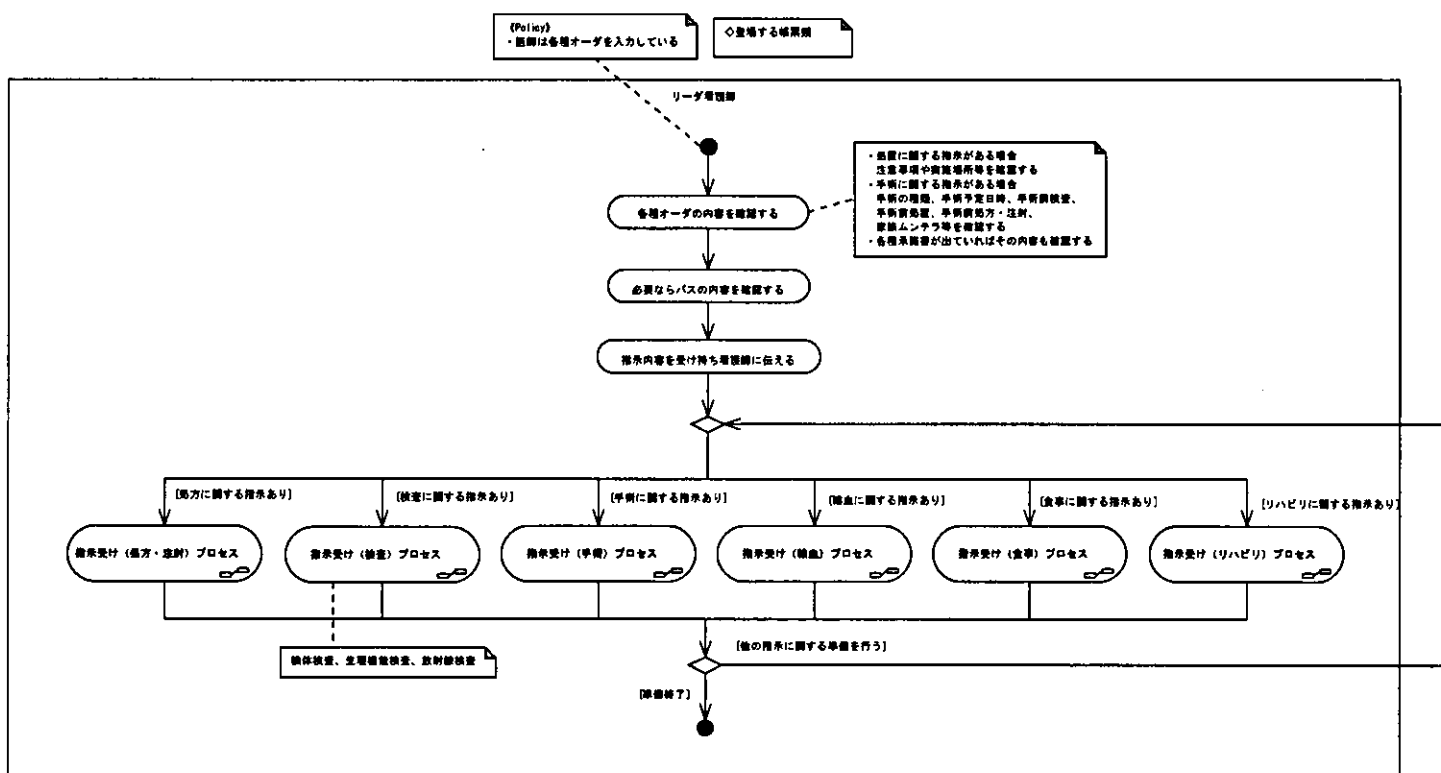 《Policy》
・医師は各種オーダを入力している
◇登場する帳票類
リーダ看護師
・処置に関する指示がある場合
注意事項や実施場所等を確認する
・手術に関する指示がある場合
手術の種類、手術予定日時、手術前検査、
手術前処置、手術前処方・注射、
家族ムンテラ等を確認する
・各種承諾書が出ていればその内容も確認する
各種オーダの内容を確認する
必要ならパスの内容を確認する
指示内容を受け持ち看護師に伝える
[処方に関する指示あり]
[検査に関する指示あり]
[手術に関する指示あり]
[輸血に関する指示あり]
[食事に関する指示あり]
[リハビリに関する指示あり]
指示受け（処方・注射）プロセス
指示受け（検査）プロセス
指示受け（手術）プロセス
指示受け（輸血）プロセス
指示受け（食事）プロセス
指示受け（リハビリ）プロセス
検体検査、生理機能検査、放射線検査
[他の指示に関する準備を行う]
[準備終了]